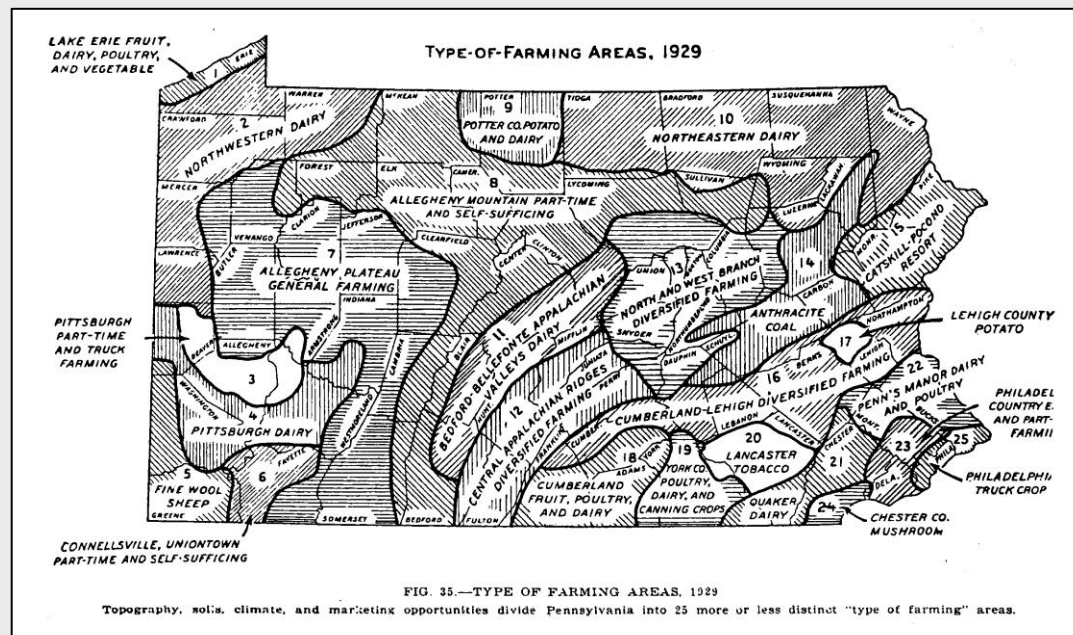 TYPE-OF-FARMING AREAS, 1929
LAKE ERIE FRUIT,
DAIRY, POULTRY,
AND VEGETABLE
1 ERIE
2
NORTHWESTERN DAIRY
CRAWFORD
WARREN
MCKEAN
MERCER
LAWRENCE
POTTER
9
POTTER CO. POTATO
AND DAIRY
TIOGA
BRADFORD
SUSQUEHANNA
WAYNE
10
NORTHEASTERN DAIRY
WYOMING
SULLIVAN
LACKAWAN.
LUZERNE
PIKE
FOREST
ELK
CAMER.
LYCOMING
8
ALLEGHENY MOUNTAIN PART-TIME
AND SELF-SUFFICING
CLEARFIELD
CENTER
CLINTON
VENANGO
CLARION
JEFFERSON
BUTLER
7
ALLEGHENY PLATEAU
GENERAL FARMING
INDIANA
ARMSTRONG
CAMBRIA
BLAIR
PITTSBURGH
PART-TIME
AND TRUCK
FARMING
BEAVER
ALLEGHENY
3
WASHINGTON
4
PITTSBURGH DAIRY
WESTMORELAND
5
FINE WOOL
SHEEP
GREENE
6
FAYETTE
SOMERSET
BEDFORD
FULTON
CONNELLSVILLE, UNIONTOWN
PART-TIME AND SELF-SUFFICING
11
BEDFORD-BELLEFONTE APPALACHIAN
VALLEYS DAIRY
HUNT.
MIFFLIN
12
CENTRAL APPALACHIAN RIDGES
DIVERSIFIED FARMING
JUNIATA
PERRY
FRANKLIN
UNION
13
MONTOUR
COLUMBIA
NORTH AND WEST BRANCH
DIVERSIFIED FARMING
SNYDER
NORTHUMBERLAND
DAUPHIN
SCHUYL.
14
ANTHRACITE
COAL
CARBON
MONR.
15
CATSKILL-POCONO
RESORT
NORTHAMPTON
LEHIGH COUNTY
POTATO
17
LEHIGH
16
BERKS
CUMBERLAND-LEHIGH DIVERSIFIED FARMING
CUMBER.
YORK
LEBANON
LANCASTER
18
ADAMS
CUMBERLAND
FRUIT, POULTRY,
AND DAIRY
19
YORK CO.
POULTRY,
DAIRY, AND
CANNING CROPS
20
LANCASTER
TOBACCO
QUAKER
DAIRY
21
CHESTER
22
PENN'S MANOR DAIRY
AND POULTRY
MONT.
BUCKS
23
DELA.
24
25
PHILA.
PHILADEL
COUNTRY E
AND PART-
FARMII
PHILADELPHI
TRUCK CROP
CHESTER CO.
MUSHROOM
FIG. 35.—TYPE OF FARMING AREAS, 1929
Topography, soils, climate, and marketing opportunities divide Pennsylvania into 25 more or less distinct "type of farming" areas.